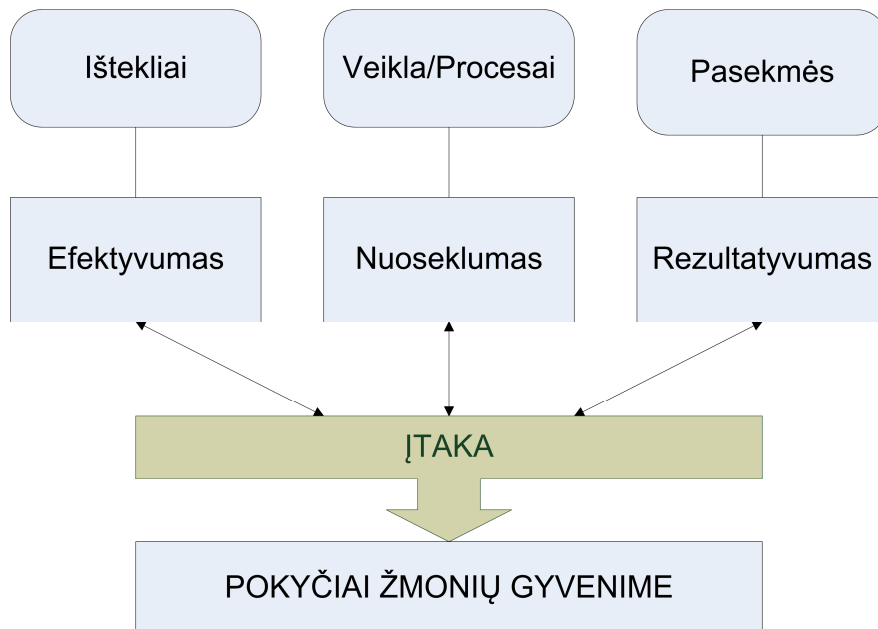 Ištekliai
Veikla/Procesai
Pasekmės
Efektyvumas
Nuoseklumas
Rezultatyvumas
ĮTAKA
POKYČIAI ŽMONIŲ GYVENIME